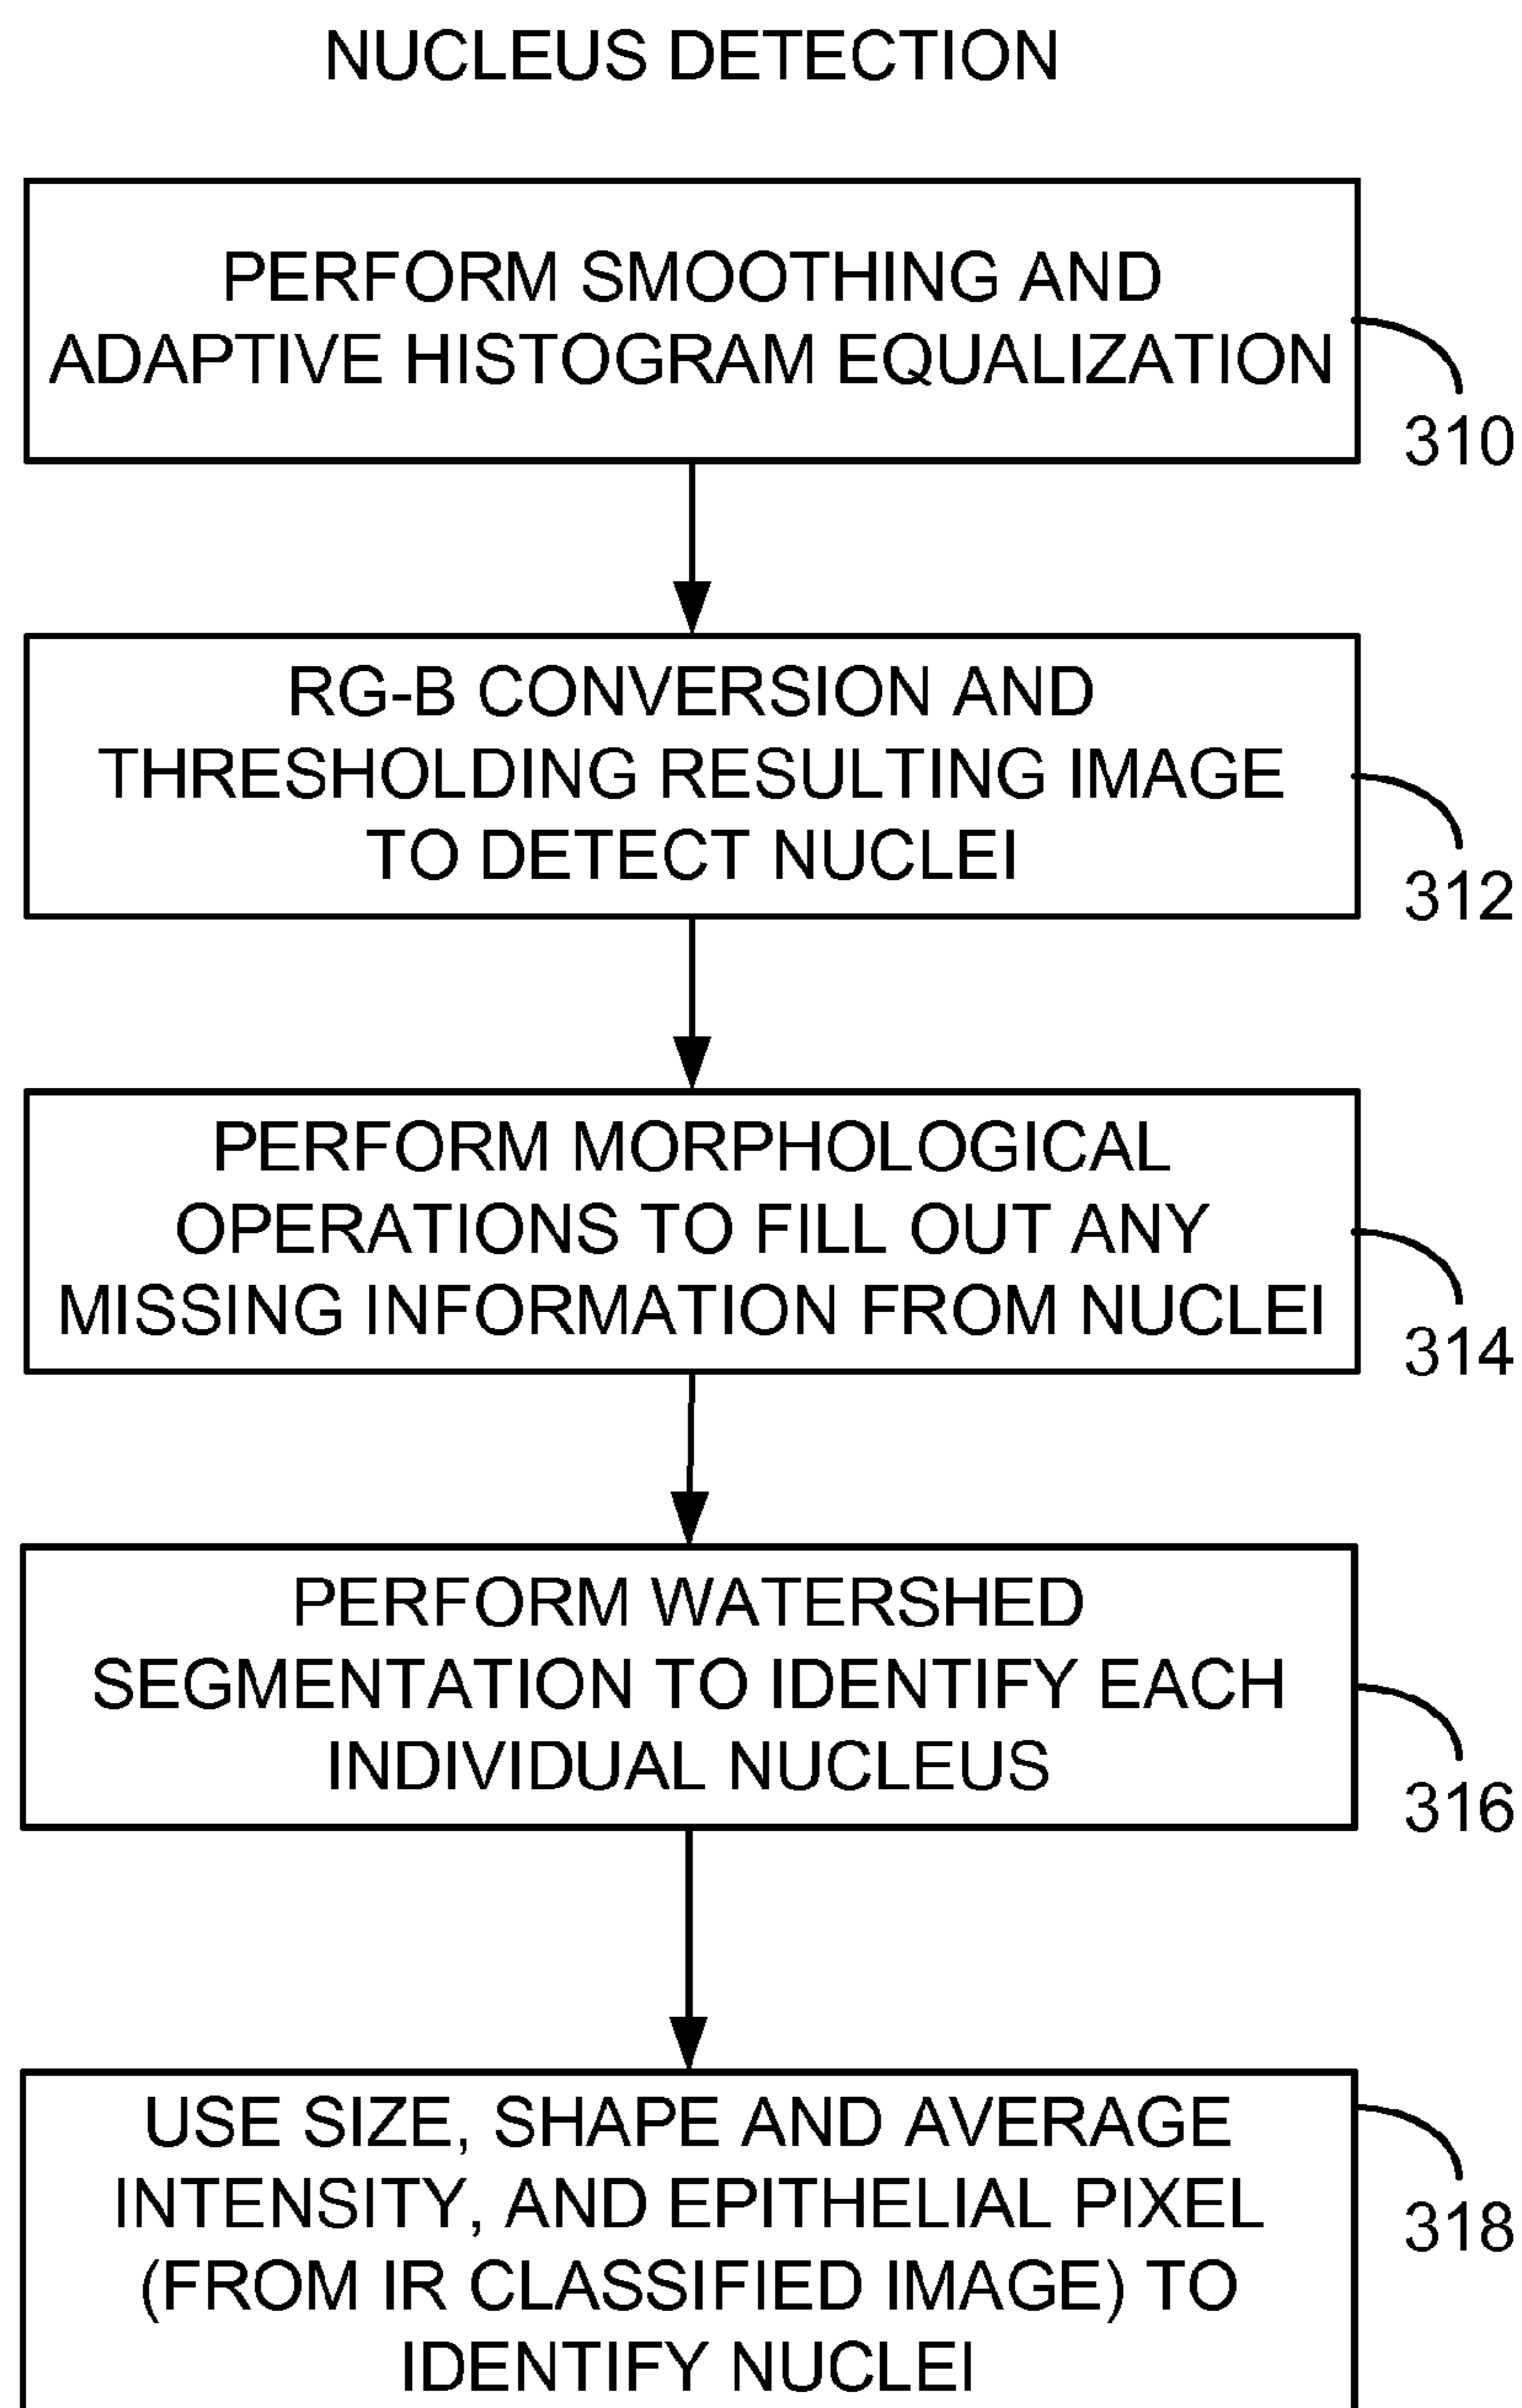 NUCLEUS DETECTION
PERFORM SMOOTHING AND
ADAPTIVE HISTOGRAM EQUALIZATION
310
RG-B CONVERSION AND
THRESHOLDING RESULTING IMAGE
TO DETECT NUCLEI
312
PERFORM MORPHOLOGICAL
OPERATIONS TO FILL OUT ANY
MISSING INFORMATION FROM NUCLEI
314
PERFORM WATERSHED
SEGMENTATION TO IDENTIFY EACH
INDIVIDUAL NUCLEUS
316
USE SIZE, SHAPE AND AVERAGE
INTENSITY, AND EPITHELIAL PIXEL
(FROM IR CLASSIFIED IMAGE) TO
IDENTIFY NUCLEI
318